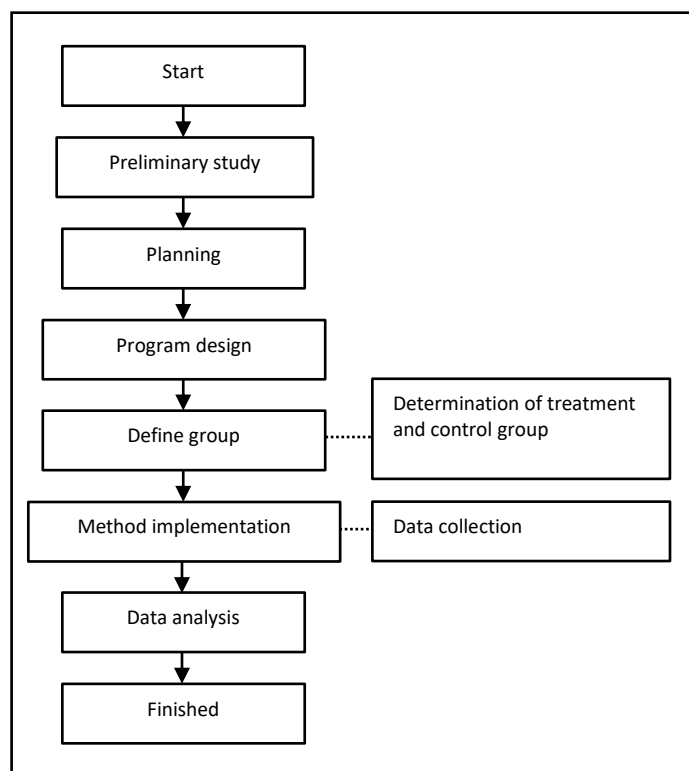 Start
Preliminary study
Planning
Program design
Define group
Determination of treatment
and control group
Method implementation
Data collection
Data analysis
Finished